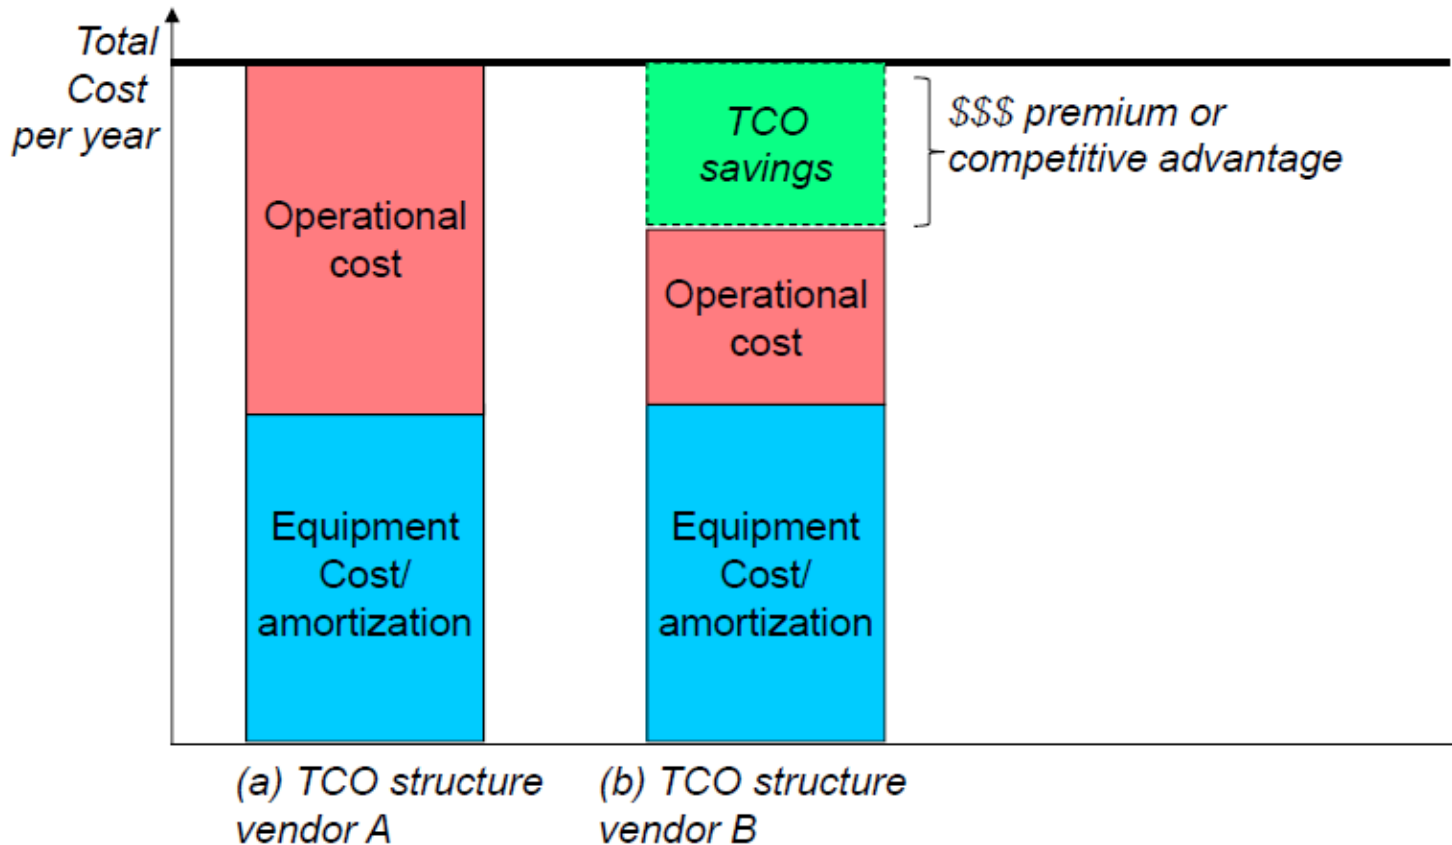 Total
Cost
per year
Operational
cost
Equipment
Cost/
amortization
TCO
savings
Operational
cost
Equipment
Cost/
amortization
$$$ premium or
competitive advantage
(a) TCO structure
vendor A
(b) TCO structure
vendor B